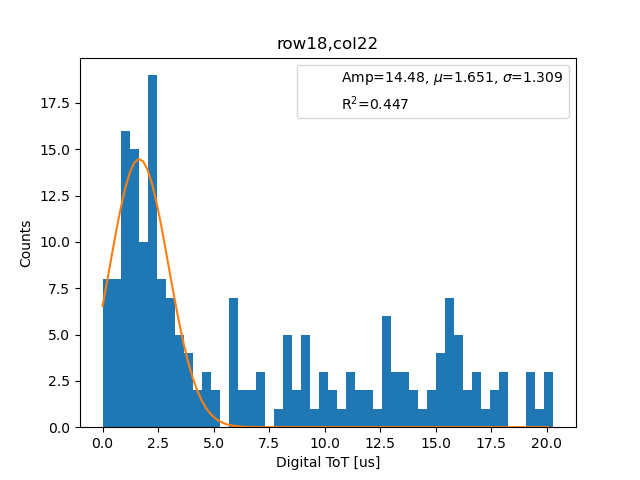 row18,col22
Amp=14.48, μ=1.651, σ=1.309
R²=0.447
Counts
17.5
15.0
12.5
10.0
7.5
5.0
2.5
0.0
0.0 2.5 5.0 7.5 10.0 12.5 15.0 17.5 20.0
Digital ToT [us]